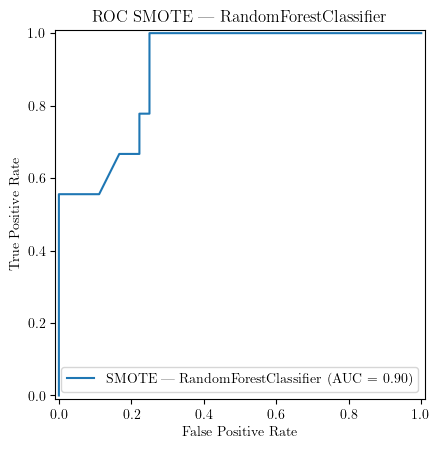 ROC SMOTE — RandomForestClassifier
1.0
0.8
0.6
0.4
0.2
0.0
True Positive Rate
SMOTE — RandomForestClassifier (AUC = 0.90)
0.0 0.2 0.4 0.6 0.8 1.0
False Positive Rate